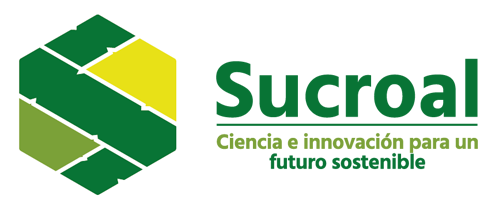 Sucroal
Ciencia e innovación para un
futuro sostenible